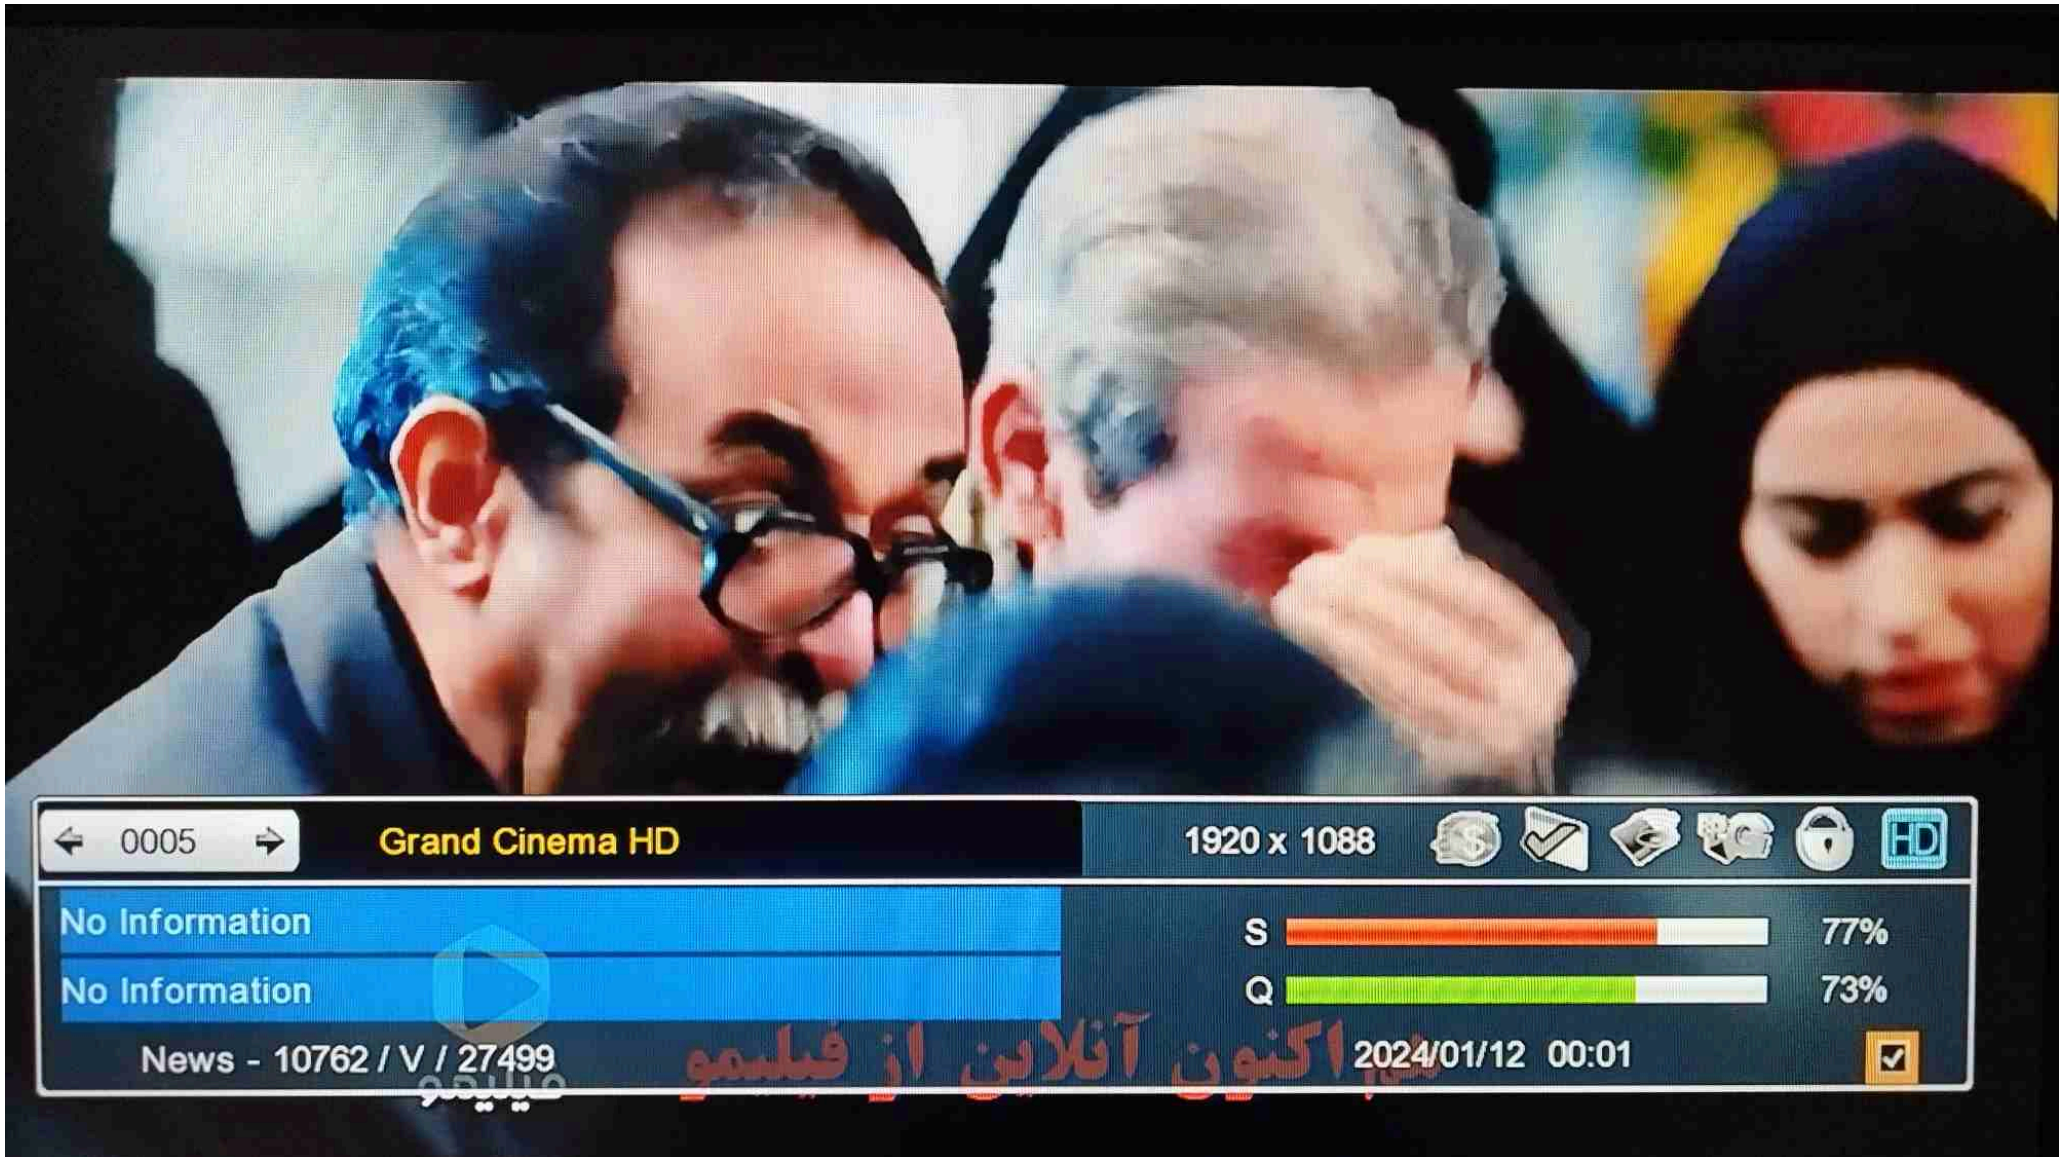 0005
Grand Cinema HD
1920 x 1088
HD
No Information
S
77%
No Information
Q
73%
News - 10762 / V / 27499
2024/01/12 00:01
اکنون آنلاین از فیلیمو
فیلیمو